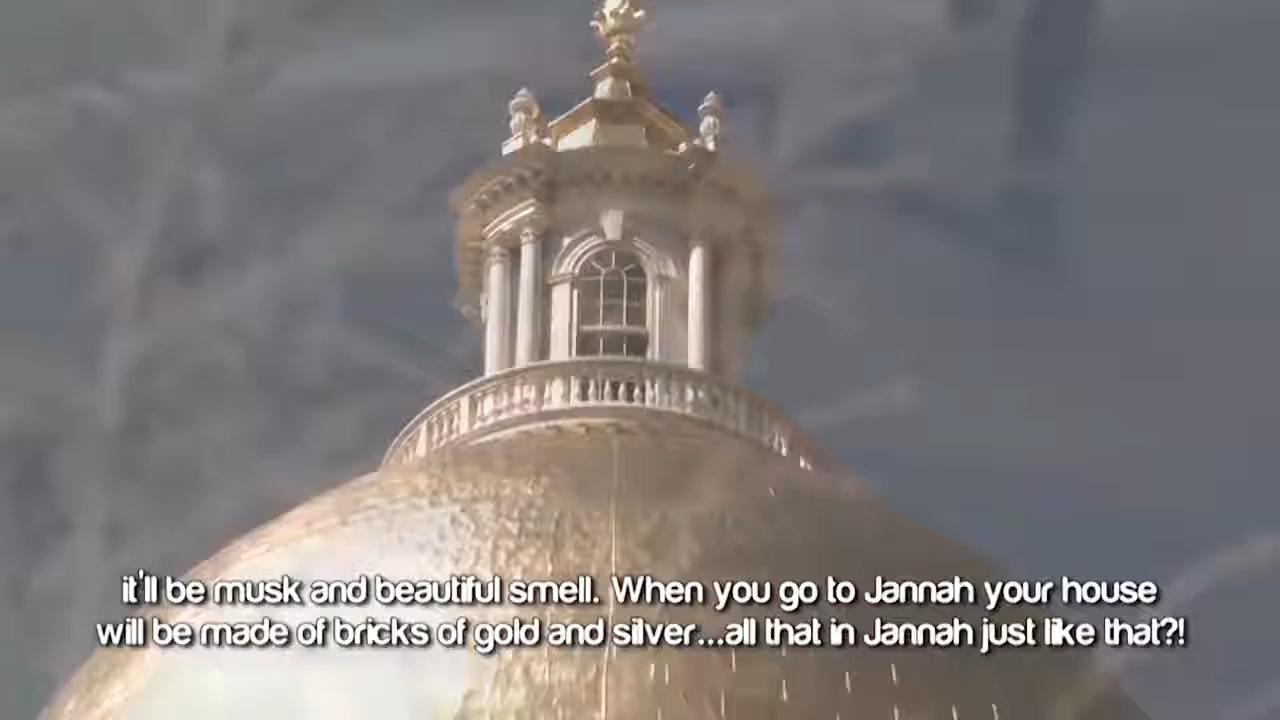 it'll be musk and beautiful smell. When you go to Jannah your house
will be made of bricks of gold and silver...all that in Jannah just like that?!